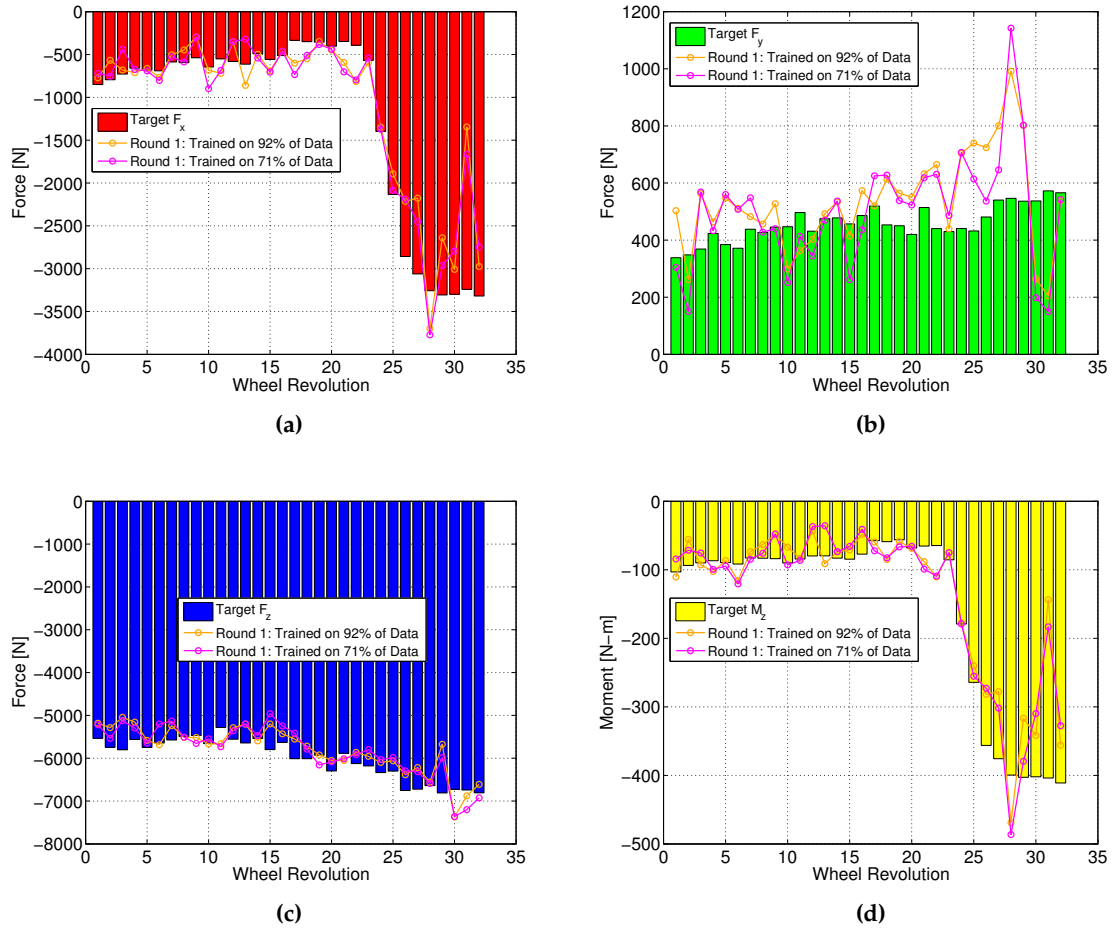 0
−500
−1000
−1500
−2000
−2500
−3000
−3500
−4000
Force [N]
Target Fx
Round 1: Trained on 92% of Data
Round 1: Trained on 71% of Data
0 5 10 15 20 25 30 35
Wheel Revolution
(a)
1200
1000
800
600
400
200
0
Force [N]
Target Fy
Round 1: Trained on 92% of Data
Round 1: Trained on 71% of Data
0 5 10 15 20 25 30 35
Wheel Revolution
(b)
0
−1000
−2000
−3000
−4000
−5000
−6000
−7000
−8000
Force [N]
Target Fz
Round 1: Trained on 92% of Data
Round 1: Trained on 71% of Data
0 5 10 15 20 25 30 35
Wheel Revolution
(c)
0
−100
−200
−300
−400
−500
Moment [N−m]
Target Mz
Round 1: Trained on 92% of Data
Round 1: Trained on 71% of Data
0 5 10 15 20 25 30 35
Wheel Revolution
(d)